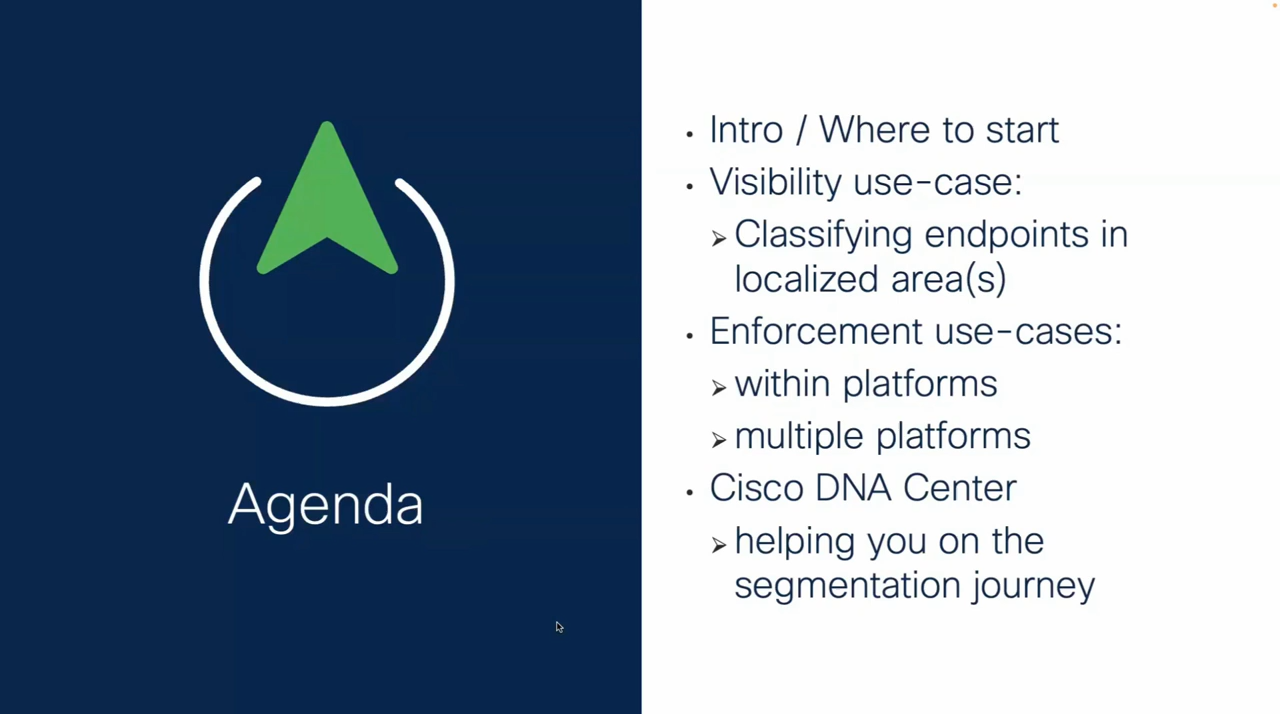 Agenda
• Intro / Where to start
• Visibility use-case:
➢ Classifying endpoints in
localized area(s)
• Enforcement use-cases:
➢ within platforms
➢ multiple platforms
• Cisco DNA Center
➢ helping you on the
segmentation journey